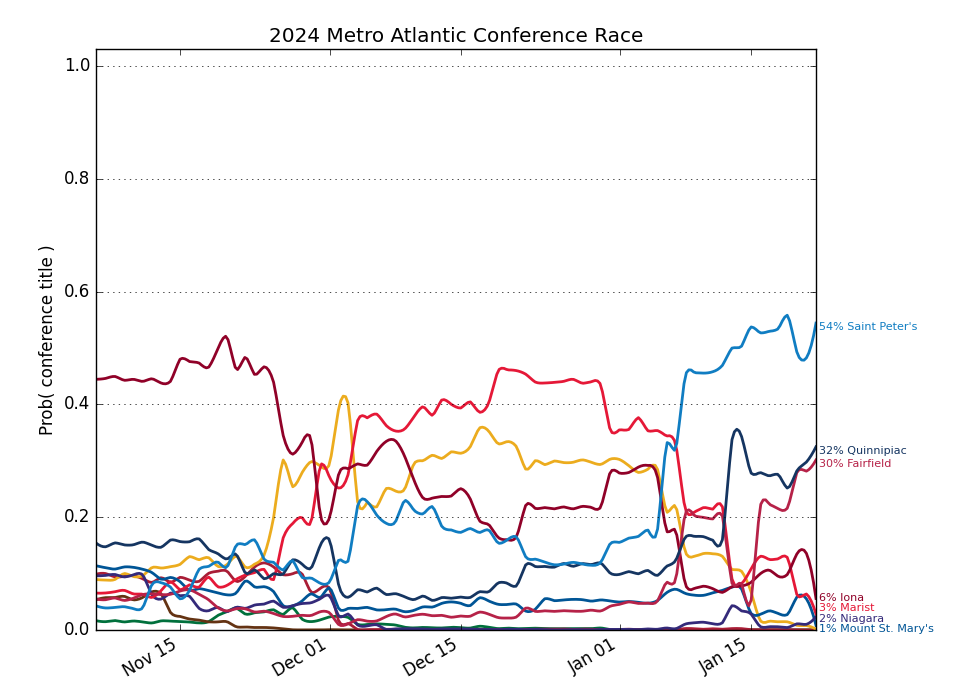 2024 Metro Atlantic Conference Race
Prob( conference title )
1.0
0.8
0.6
0.4
0.2
0.0
Nov 15
Dec 01
Dec 15
Jan 01
Jan 15
54% Saint Peter's
32% Quinnipiac
30% Fairfield
6% Iona
3% Marist
2% Niagara
1% Mount St. Mary's